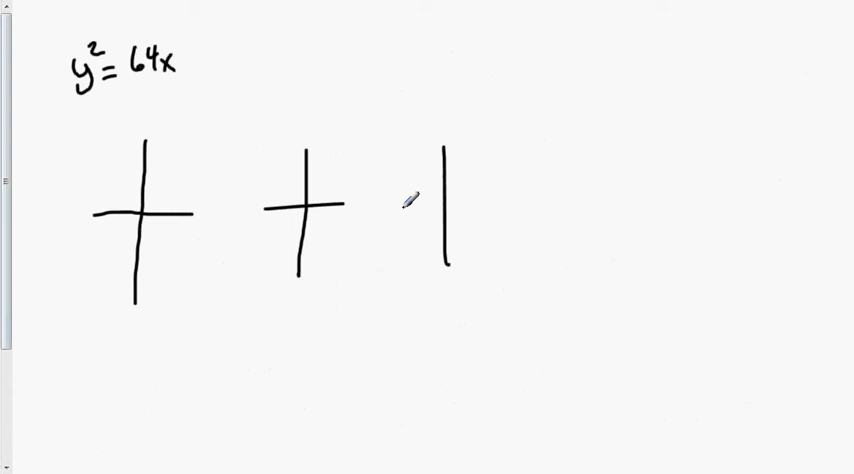 y² = 64x